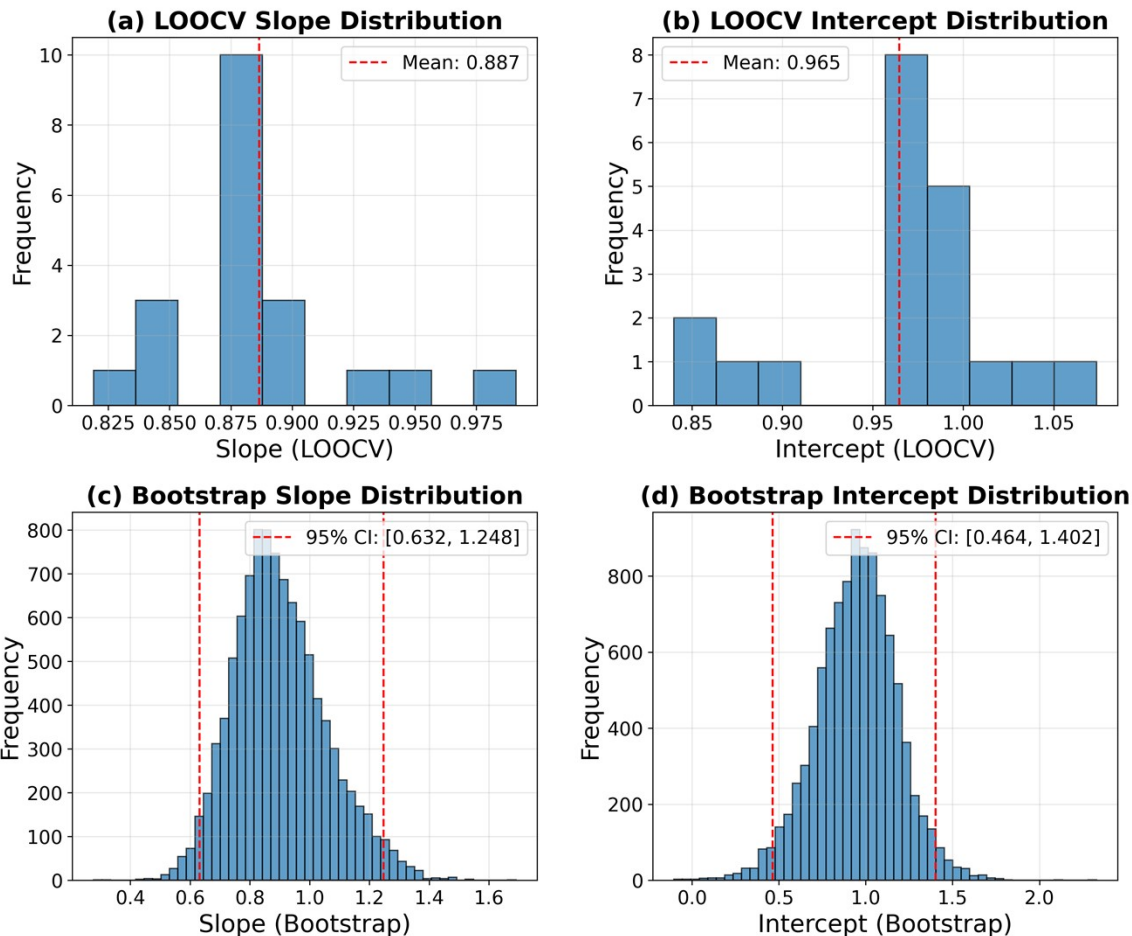 (a) LOOCV Slope Distribution
Mean: 0.887
10
8
6
4
2
0
Frequency
0.825 0.850 0.875 0.900 0.925 0.950 0.975
Slope (LOOCV)
(b) LOOCV Intercept Distribution
Mean: 0.965
8
7
6
5
4
3
2
1
0
Frequency
0.85 0.90 0.95 1.00 1.05
Intercept (LOOCV)
(c) Bootstrap Slope Distribution
95% CI: [0.632, 1.248]
800
700
600
500
400
300
200
100
0
Frequency
0.4 0.6 0.8 1.0 1.2 1.4 1.6
Slope (Bootstrap)
(d) Bootstrap Intercept Distribution
95% CI: [0.464, 1.402]
800
600
400
200
0
Frequency
0.0 0.5 1.0 1.5 2.0
Intercept (Bootstrap)